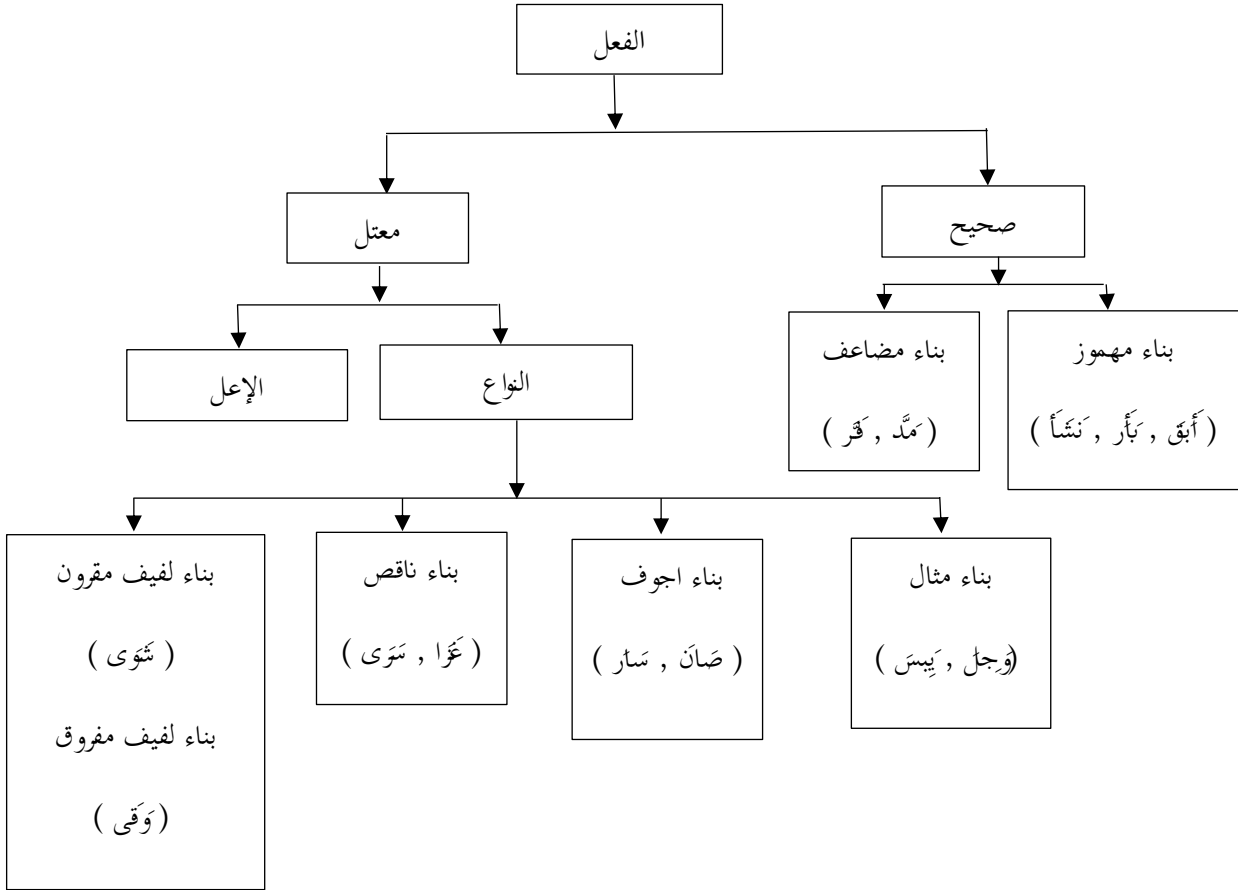 الفعل
صحيح
معتل
بناء مهموز
( أَبَق , بَأَر , نَشَأَ )
بناء مضاعف
( مَدَّ , فَر )
النواع
الإعل
بناء مثال
(وَجِل , يَبِسَ )
بناء اجوف
( صَانَ , سَار )
بناء ناقص
( غَزَا , سَرَى )
بناء لفيف مقرون
( شَوَى )
بناء لفيف مفروق
( وَقَى )